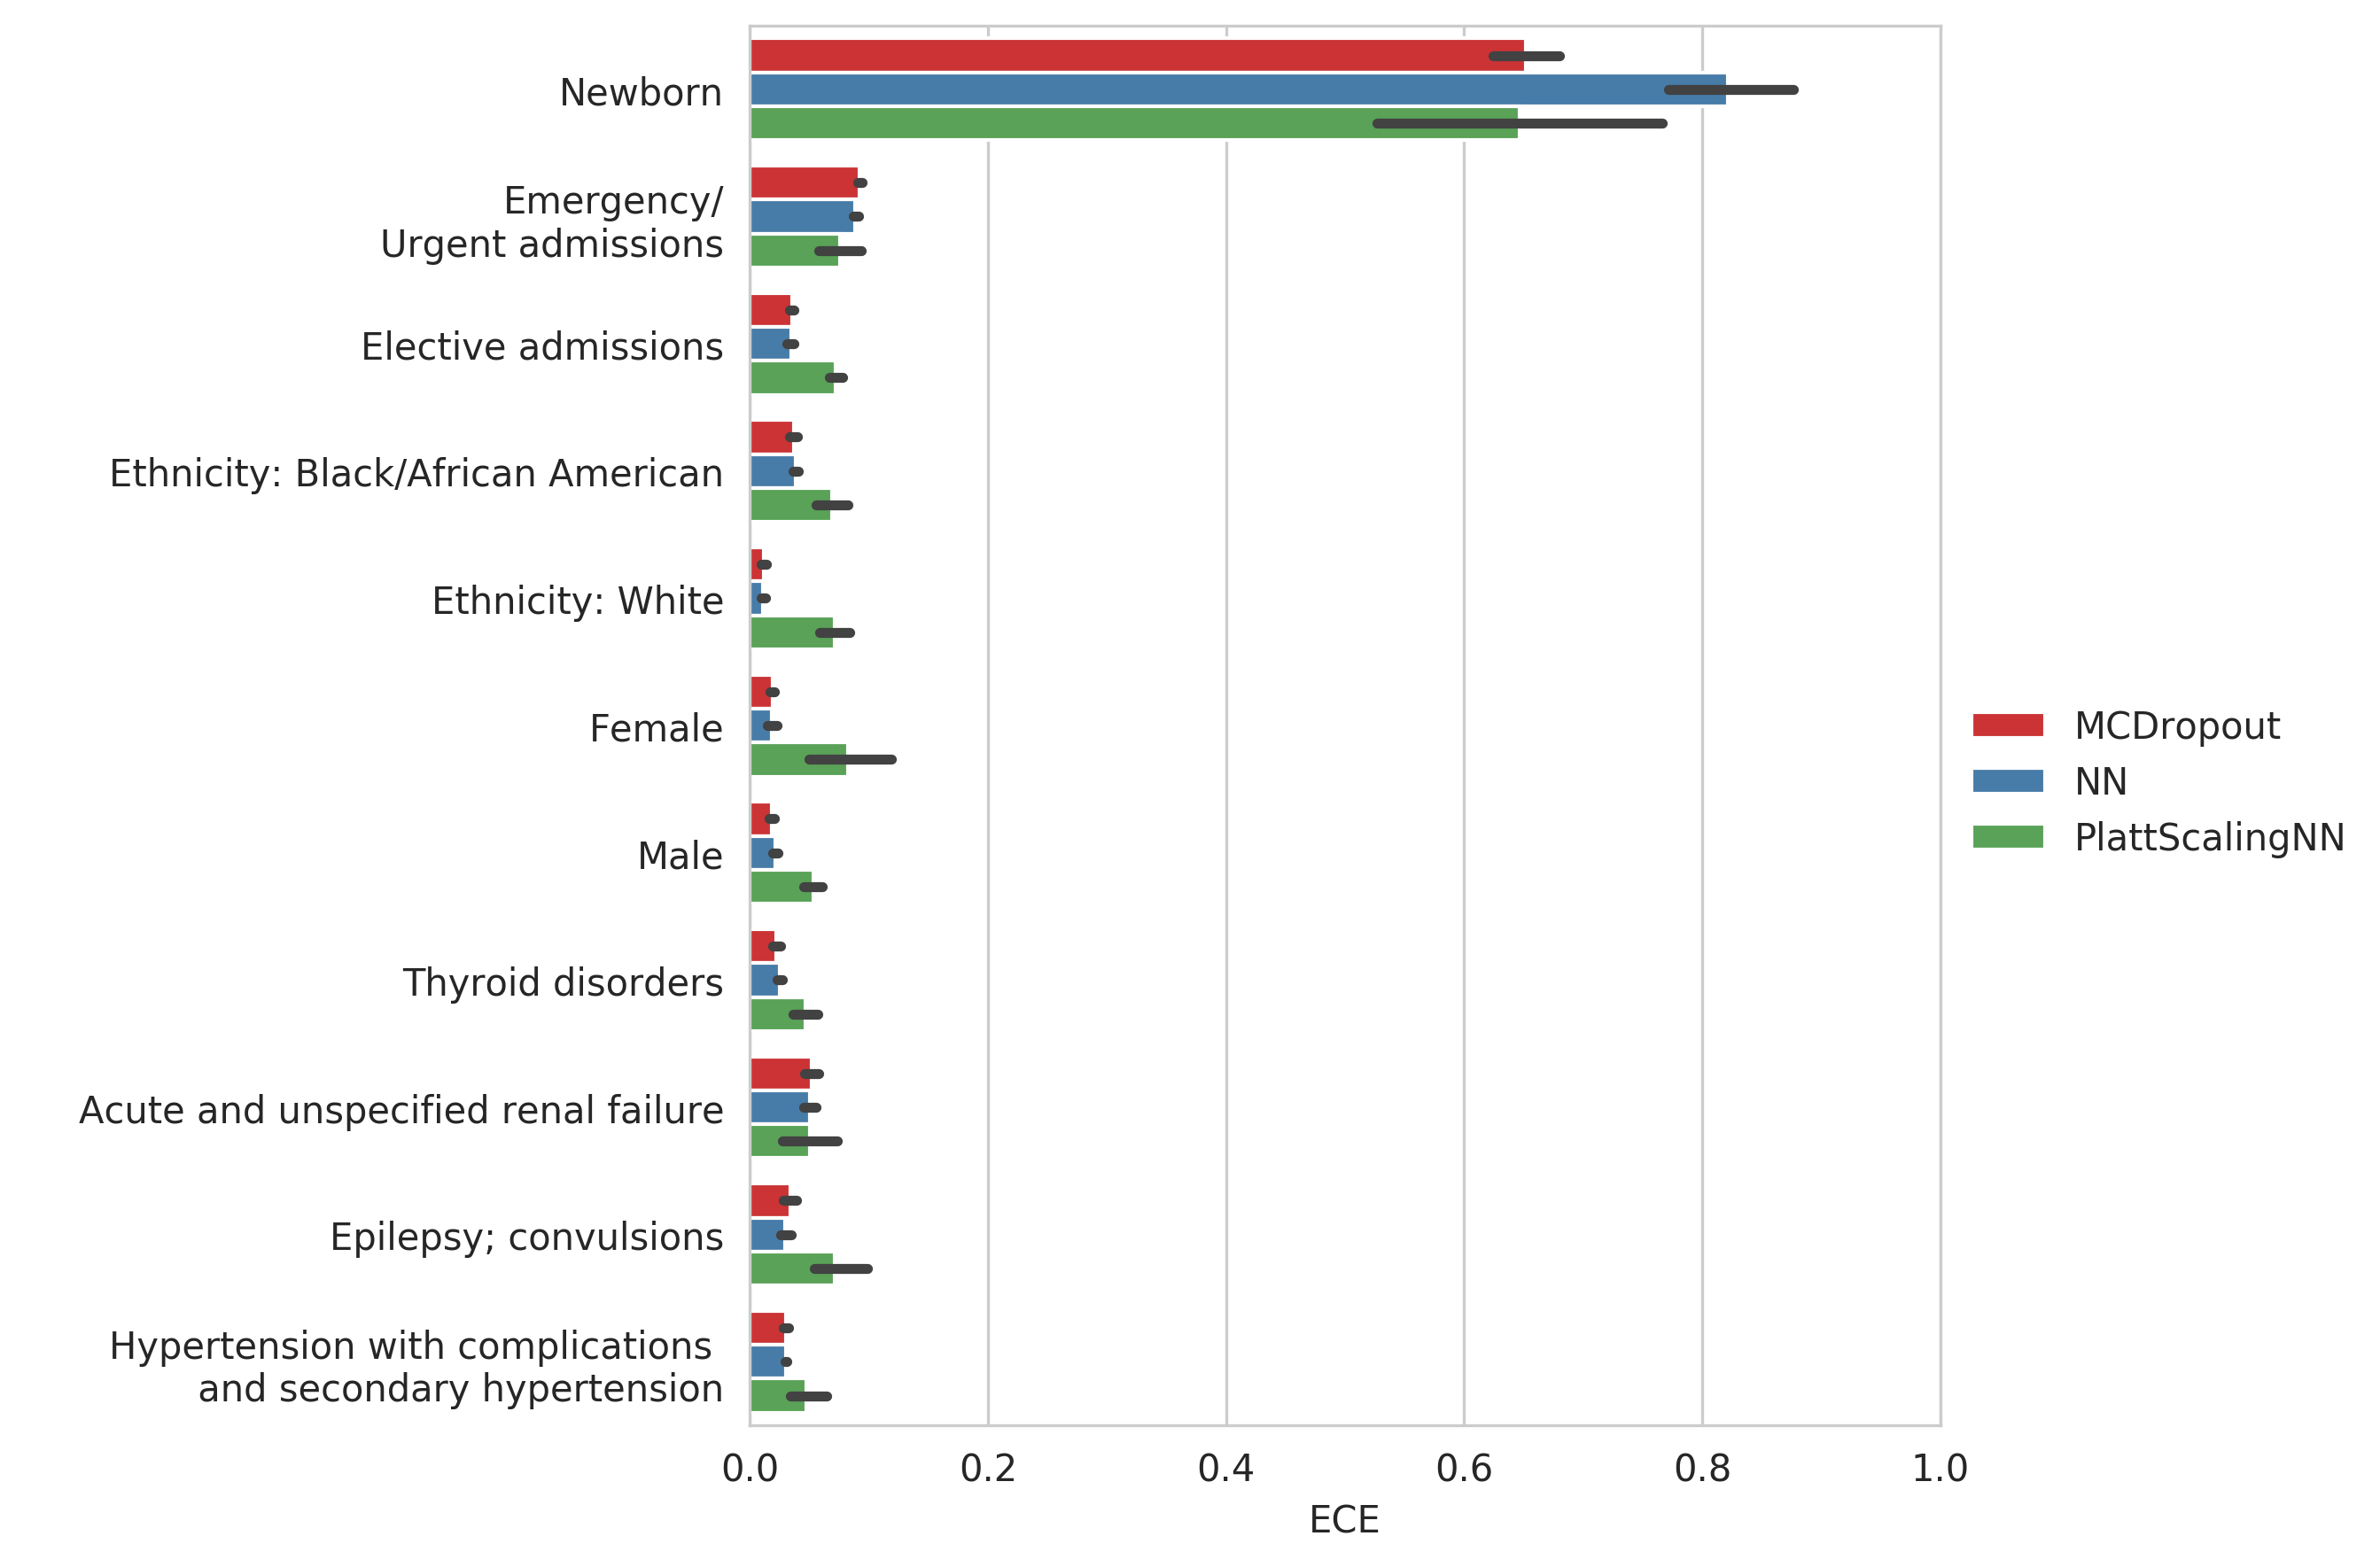 Newborn
Emergency/
Urgent admissions
Elective admissions
Ethnicity: Black/African American
Ethnicity: White
Female
Male
Thyroid disorders
Acute and unspecified renal failure
Epilepsy; convulsions
Hypertension with complications
and secondary hypertension
0.0 0.2 0.4 0.6 0.8 1.0
ECE
MCDropout
NN
PlattScalingNN